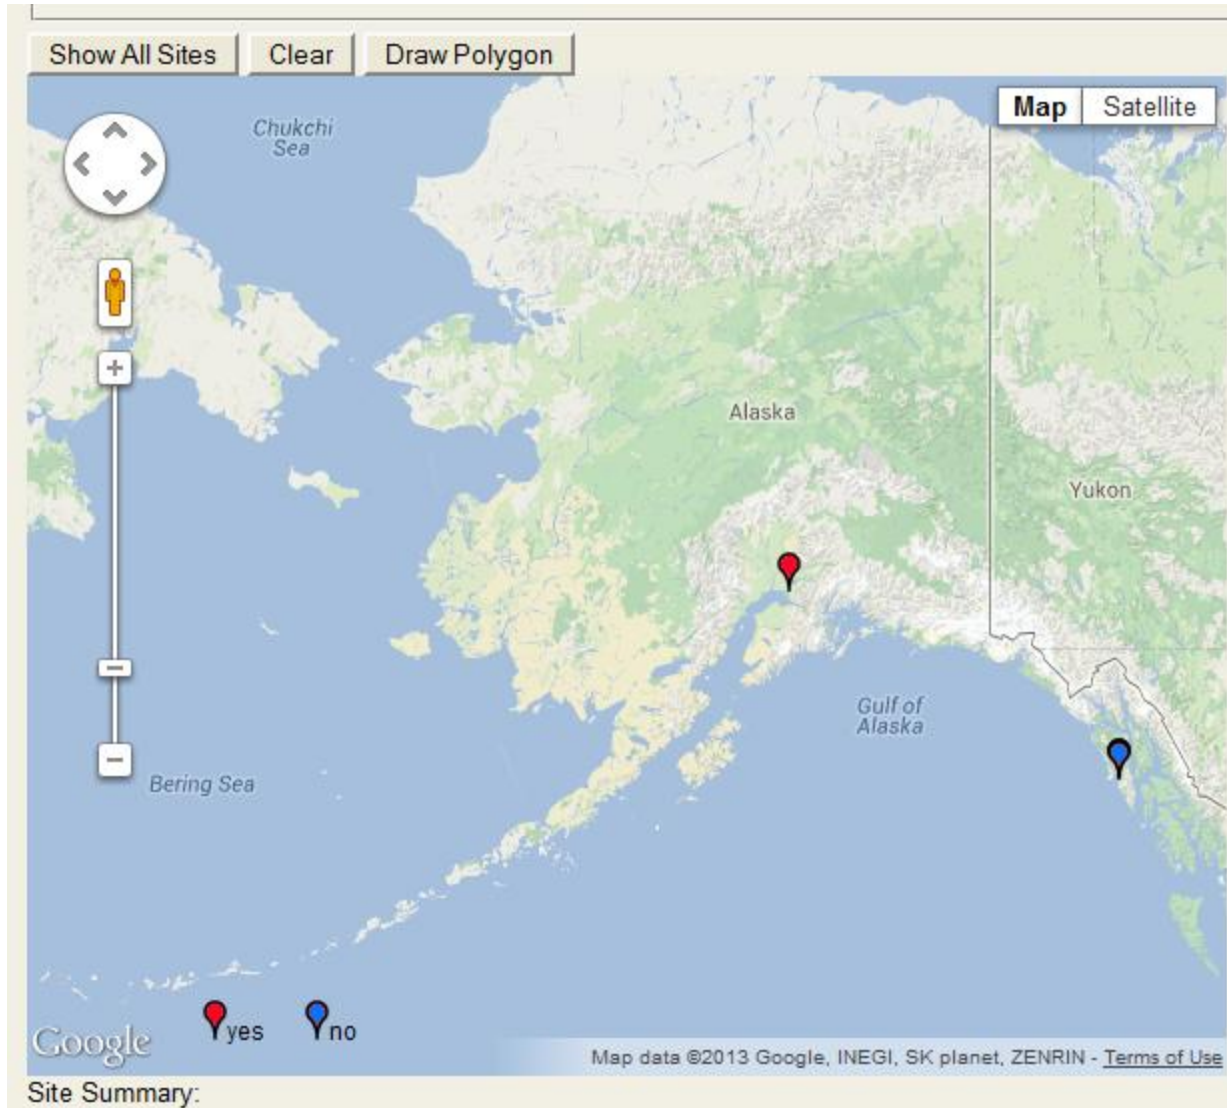 Show All Sites Clear Draw Polygon
Map Satellite
Chukchi
Sea
Alaska
Yukon
Gulf of
Alaska
Bering Sea
yes no
Google
Map data ©2013 Google, INEGI, SK planet, ZENRIN - Terms of Use
Site Summary: